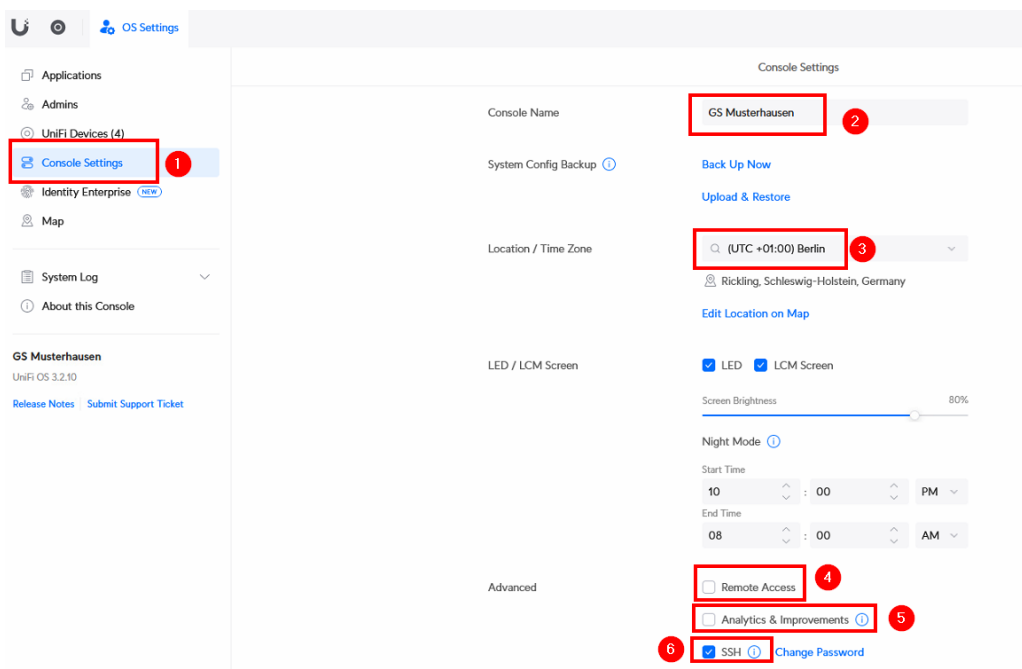 OS Settings
Applications
Admins
UniFi Devices (4)
Console Settings
1
Identity Enterprise NEW
Map
System Log
About this Console
GS Musterhausen
UniFi OS 3.2.10
Release Notes Submit Support Ticket
Console Settings
Console Name GS Musterhausen 2
System Config Backup Back Up Now
Upload & Restore
Location / Time Zone (UTC +01:00) Berlin 3
Rickling, Schleswig-Holstein, Germany
Edit Location on Map
LED / LCM Screen LED LCM Screen
Screen Brightness 80%
Night Mode
Start Time
10 : 00 PM
End Time
08 : 00 AM
Advanced Remote Access 4
Analytics & Improvements 5
6 SSH Change Password